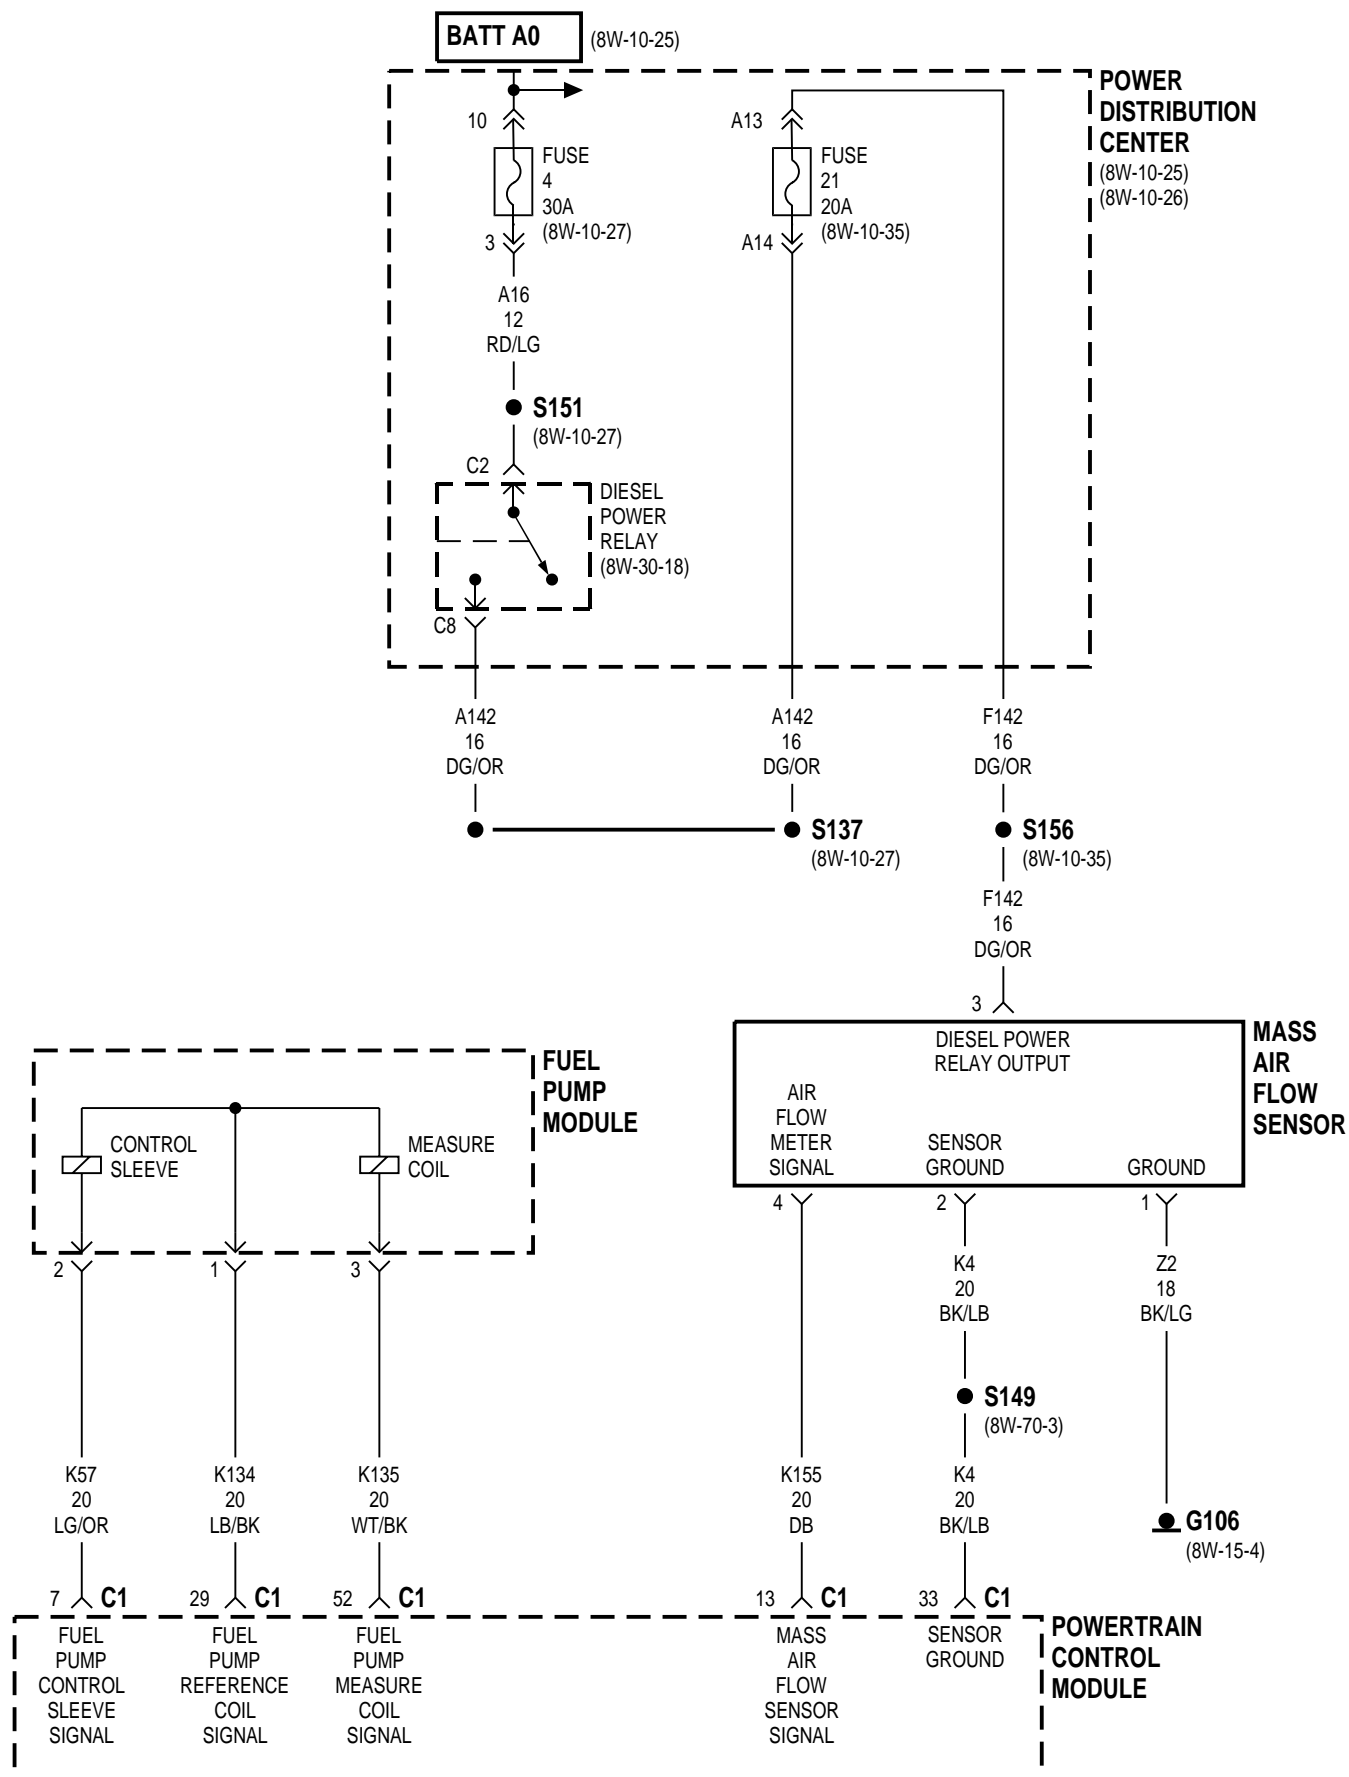 BATT A0
(8W-10-25)
POWER
DISTRIBUTION
CENTER
(8W-10-25)
(8W-10-26)
10
FUSE
4
30A
(8W-10-27)
3
A13
FUSE
21
20A
(8W-10-35)
A14
A16
12
RD/LG
S151
(8W-10-27)
C2
DIESEL
POWER
RELAY
(8W-30-18)
C8
A142
16
DG/OR
A142
16
DG/OR
F142
16
DG/OR
S137
(8W-10-27)
S156
(8W-10-35)
F142
16
DG/OR
3
MASS
AIR
FLOW
SENSOR
DIESEL POWER
RELAY OUTPUT
AIR
FLOW
METER
SIGNAL
SENSOR
GROUND
GROUND
FUEL
PUMP
MODULE
CONTROL
SLEEVE
MEASURE
COIL
2
1
3
4
2
1
K4
20
BK/LB
Z2
18
BK/LG
S149
(8W-70-3)
K57
20
LG/OR
K134
20
LB/BK
K135
20
WT/BK
K155
20
DB
K4
20
BK/LB
G106
(8W-15-4)
7 C1
29 C1
52 C1
13 C1
33 C1
POWERTRAIN
CONTROL
MODULE
FUEL
PUMP
CONTROL
SLEEVE
SIGNAL
FUEL
PUMP
REFERENCE
COIL
SIGNAL
FUEL
PUMP
MEASURE
COIL
SIGNAL
MASS
AIR
FLOW
SENSOR
SIGNAL
SENSOR
GROUND